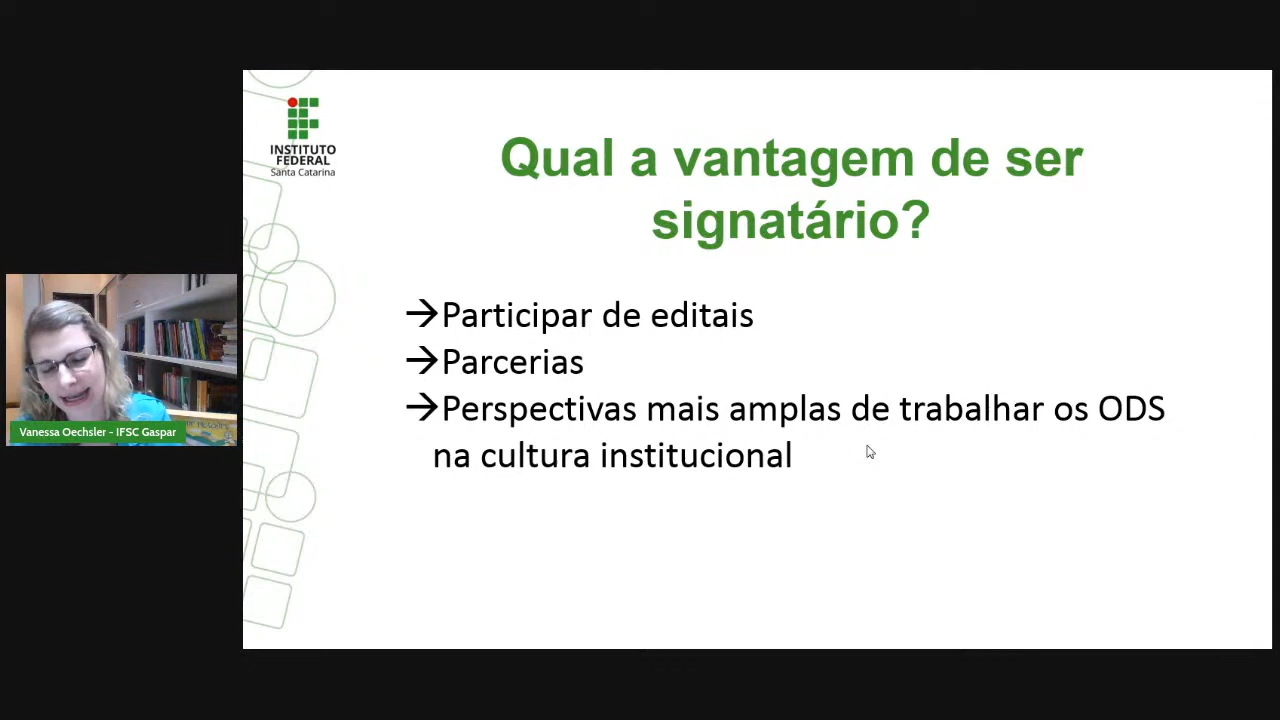 INSTITUTO
FEDERAL
Santa Catarina
Qual a vantagem de ser
signatário?
→Participar de editais
→Parcerias
→Perspectivas mais amplas de trabalhar os ODS
na cultura institucional
Vanessa Oechsler - IFSC Gaspar